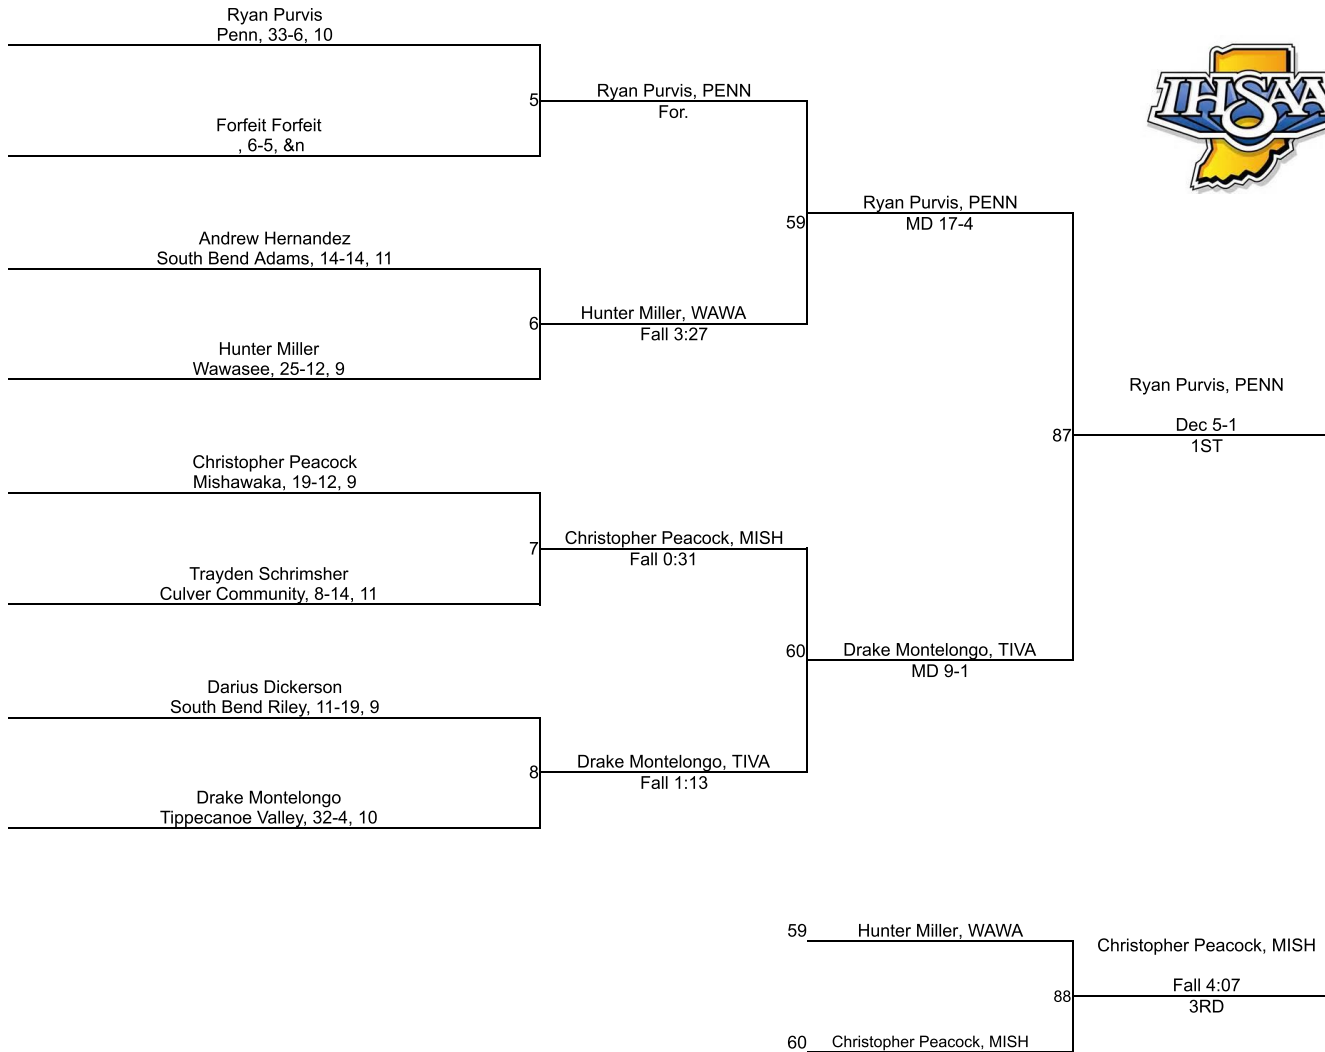 Ryan Purvis
Penn, 33-6, 10
5
Ryan Purvis, PENN
For.
Forfeit Forfeit
, 6-5, &n
IHSAA
59
Ryan Purvis, PENN
MD 17-4
Andrew Hernandez
South Bend Adams, 14-14, 11
6
Hunter Miller, WAWA
Fall 3:27
Hunter Miller
Wawasee, 25-12, 9
87
Ryan Purvis, PENN
Dec 5-1
1ST
Christopher Peacock
Mishawaka, 19-12, 9
7
Christopher Peacock, MISH
Fall 0:31
Trayden Schrimsher
Culver Community, 8-14, 11
60
Drake Montelongo, TIVA
MD 9-1
Darius Dickerson
South Bend Riley, 11-19, 9
8
Drake Montelongo, TIVA
Fall 1:13
Drake Montelongo
Tippecanoe Valley, 32-4, 10
59
Hunter Miller, WAWA
88
Christopher Peacock, MISH
Fall 4:07
3RD
60
Christopher Peacock, MISH